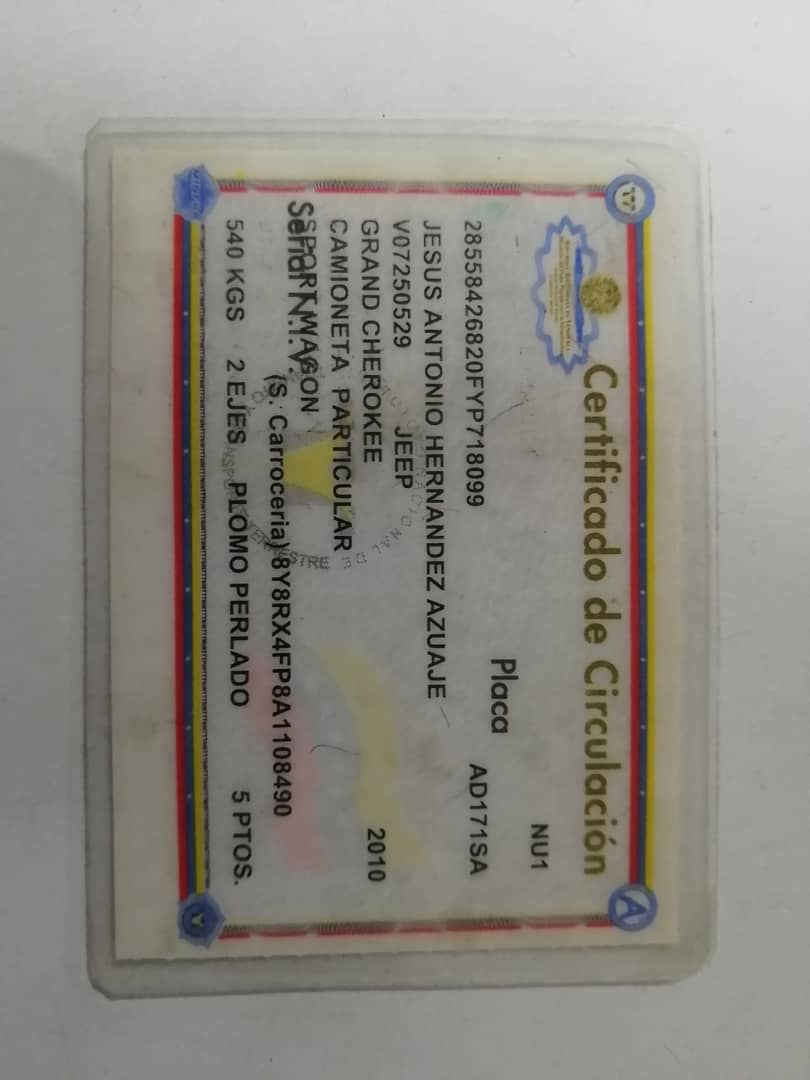 Certificado de Circulación
NU1
Placa
28558426820FYP718099 AD171SA
JESUS ANTONIO HERNANDEZ AZUAJE
V07250529 JEEP
GRAND CHEROKEE 2010
CAMIONETA PARTICULAR
SPORT WAGON
Serial N.I.V.
(S. Carroceria) 8Y8RX4FP8A1108490
540 KGS 2 EJES PLOMO PERLADO 5 PTOS.
TERRESTRE